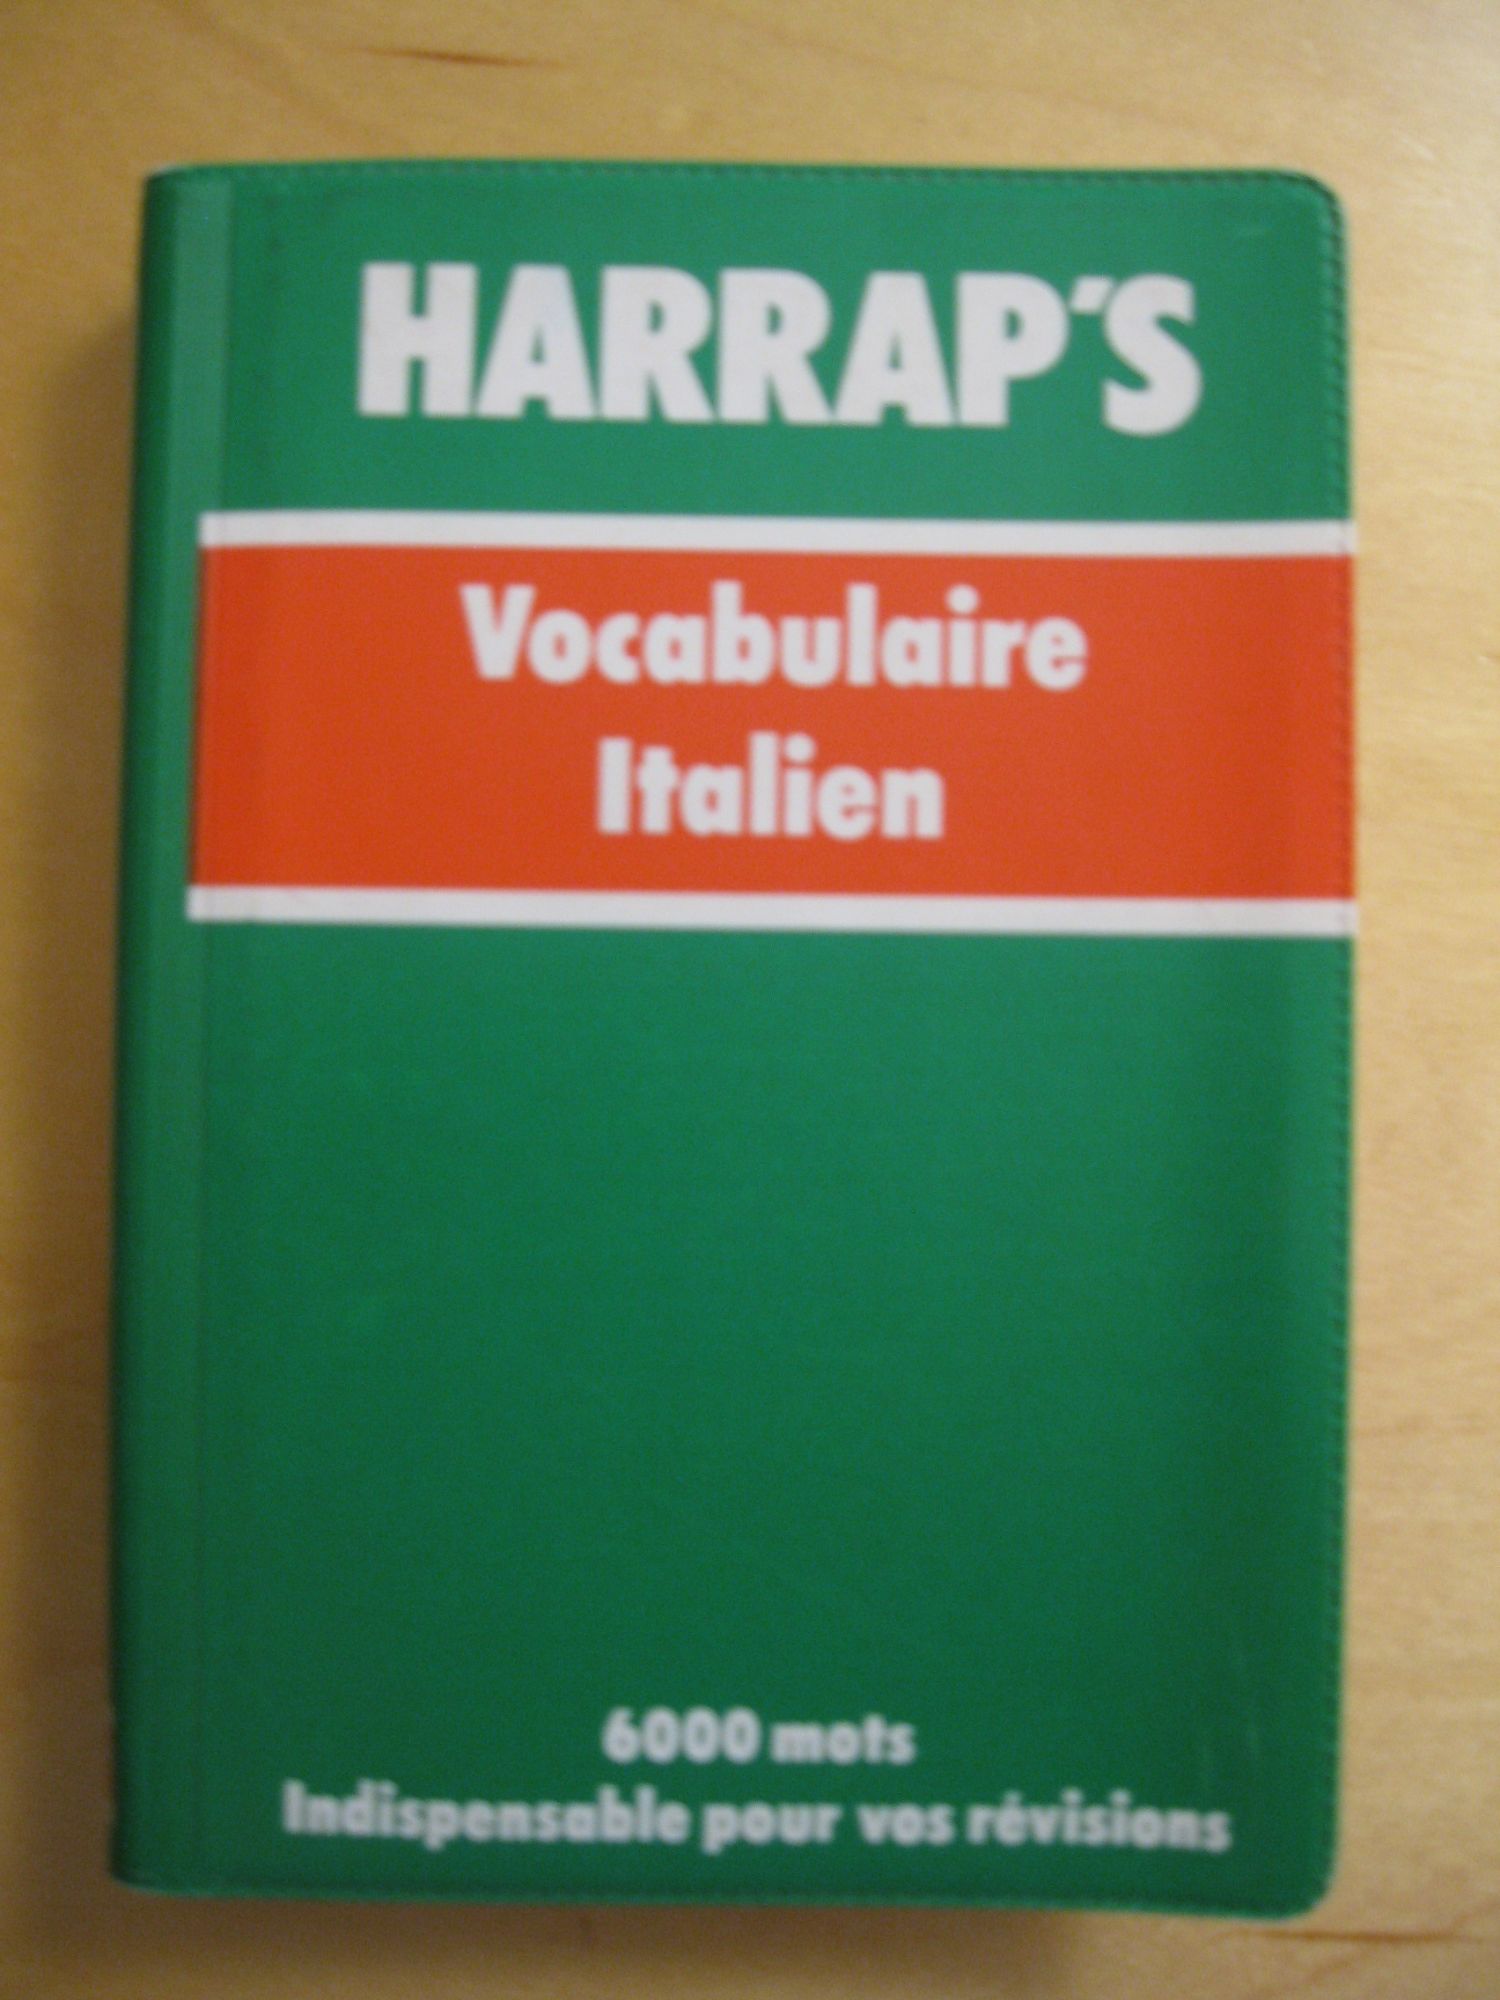 HARRAP'S
Vocabulaire
Italien
6000 mots
Indispensable pour vos révisions